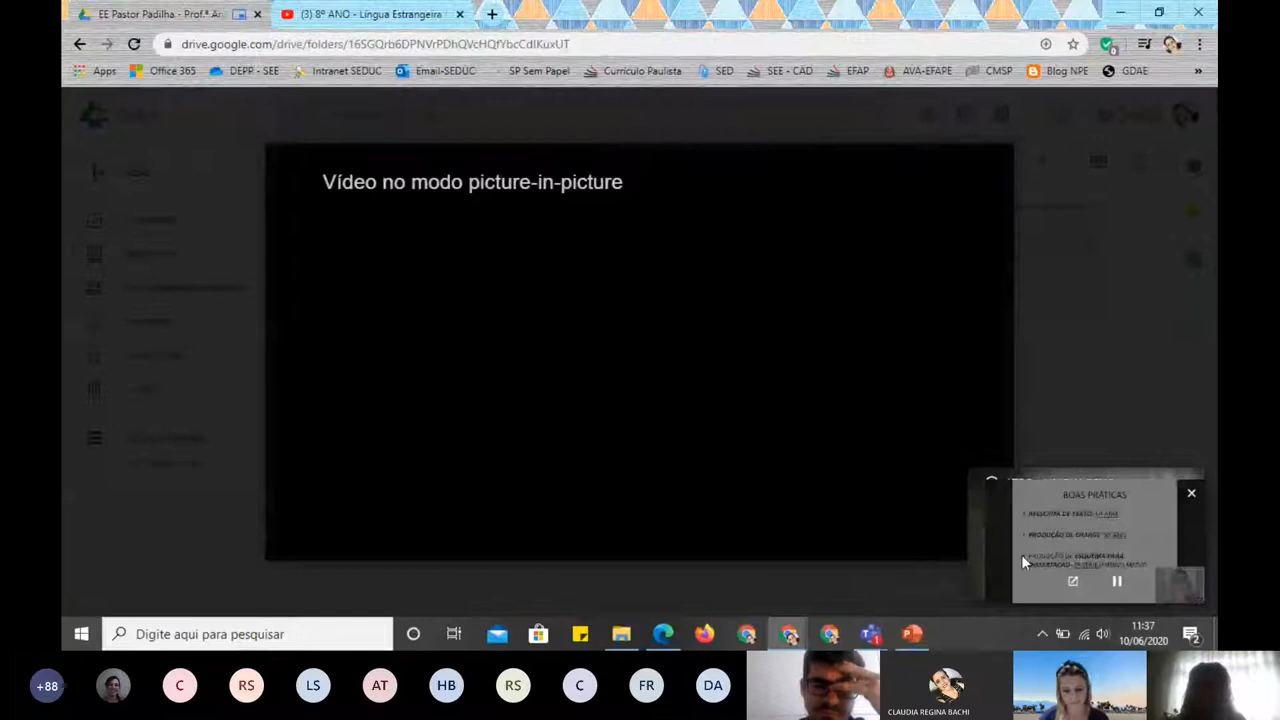 EE Pastor Padilha - Prof.ª An
(3) 8º ANO - Língua Estrangeira
drive.google.com/drive/folders/16SGQrb6DPNVrPDhQVcHQfYbcCdIKuxUT
Apps Office 365 DEPP - SEE Intranet SEDUC Email-SEDUC SP Sem Papel Currículo Paulista SED SEE - CAD EFAP AVA-EFAPE CMSP Blog NPE GDAE »
Vídeo no modo picture-in-picture
BOAS PRÁTICAS
Digite aqui para pesquisar
11:37
10/06/2020
2
+88 C RS LS AT HB RS C FR DA
CLAUDIA REGINA BACHI